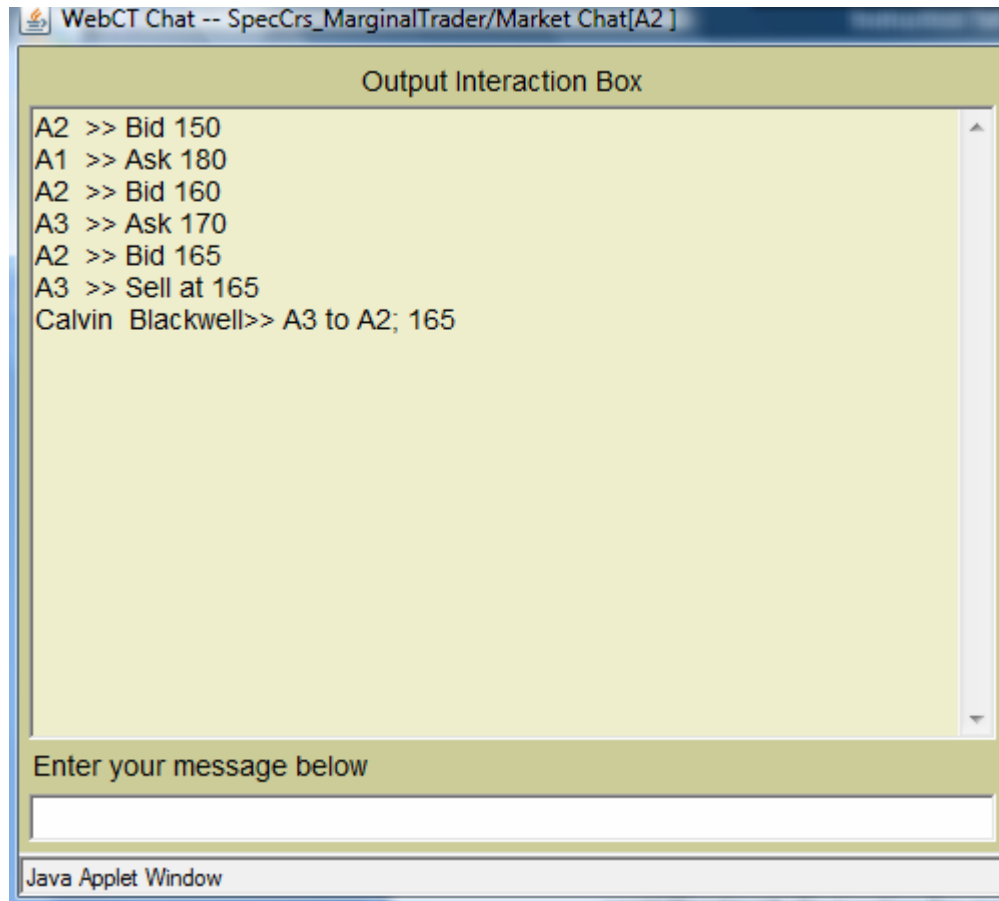 WebCT Chat -- SpecCrs_MarginalTrader/Market Chat[A2 ]
Output Interaction Box
A2 >> Bid 150
A1 >> Ask 180
A2 >> Bid 160
A3 >> Ask 170
A2 >> Bid 165
A3 >> Sell at 165
Calvin Blackwell>> A3 to A2; 165
Enter your message below
Java Applet Window